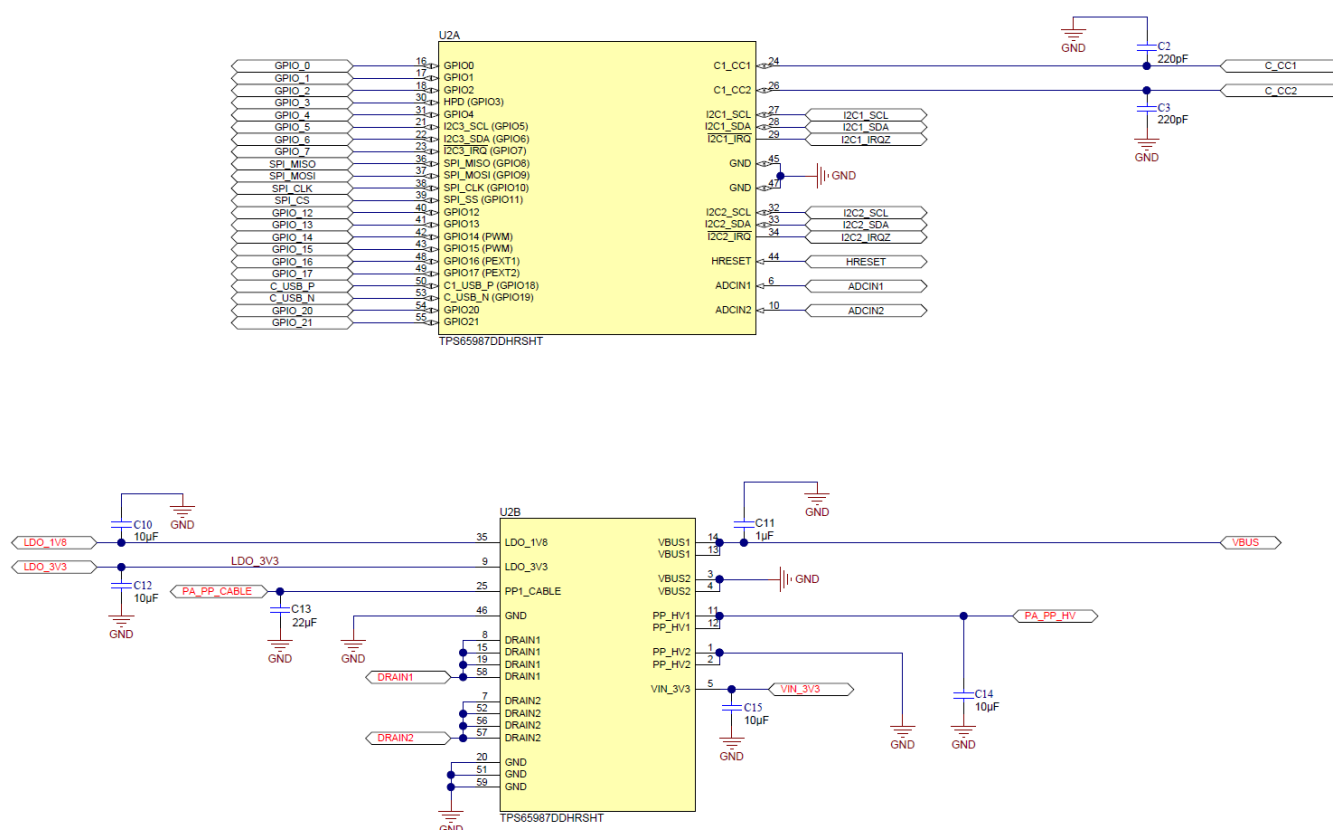 U2A
GPIO_0 16 GPIO0
GPIO_1 17 GPIO1
GPIO_2 18 GPIO2
GPIO_3 30 HPD (GPIO3)
GPIO_4 31 GPIO4
GPIO_5 21 I2C3_SCL (GPIO5)
GPIO_6 22 I2C3_SDA (GPIO6)
GPIO_7 23 I2C3_IRQ (GPIO7)
SPI_MISO 36 SPI_MISO (GPIO8)
SPI_MOSI 37 SPI_MOSI (GPIO9)
SPI_CLK 38 SPI_CLK (GPIO10)
SPI_CS 39 SPI_SS (GPIO11)
GPIO_12 40 GPIO12
GPIO_13 41 GPIO13
GPIO_14 42 GPIO14 (PWM)
GPIO_15 43 GPIO15 (PWM)
GPIO_16 48 GPIO16 (PEXT1)
GPIO_17 49 GPIO17 (PEXT2)
C_USB_P 50 C1_USB_P (GPIO18)
C_USB_N 53 C_USB_N (GPIO19)
GPIO_20 54 GPIO20
GPIO_21 55 GPIO21
C1_CC1 24 C_CC1
C1_CC2 26 C_CC2
I2C1_SCL 27 I2C1_SCL
I2C1_SDA 28 I2C1_SDA
I2C1_IRQ 29 I2C1_IRQZ
GND 45
GND 47
GND
I2C2_SCL 32 I2C2_SCL
I2C2_SDA 33 I2C2_SDA
I2C2_IRQ 34 I2C2_IRQZ
HRESET 44 HRESET
ADCIN1 6 ADCIN1
ADCIN2 10 ADCIN2
TPS65987DDHRSHT
GND
C2
220pF
C3
220pF
GND
U2B
GND
C10
10µF
LDO_1V8 35 LDO_1V8
LDO_3V3 LDO_3V3 9 LDO_3V3
C12
10µF
GND
PA_PP_CABLE 25 PP1_CABLE
C13
22µF
GND
46 GND
GND
8 DRAIN1
15 DRAIN1
19 DRAIN1
DRAIN1 58 DRAIN1
7 DRAIN2
52 DRAIN2
56 DRAIN2
DRAIN2 57 DRAIN2
20 GND
51 GND
59 GND
GND
GND
C11
1µF
VBUS1 14 VBUS
VBUS1 13
VBUS2 3 GND
VBUS2 4
PP_HV1 11 PA_PP_HV
PP_HV1 12
PP_HV2 1
PP_HV2 2
GND
VIN_3V3 5 VIN_3V3
C15
10µF
GND
C14
10µF
GND
TPS65987DDHRSHT